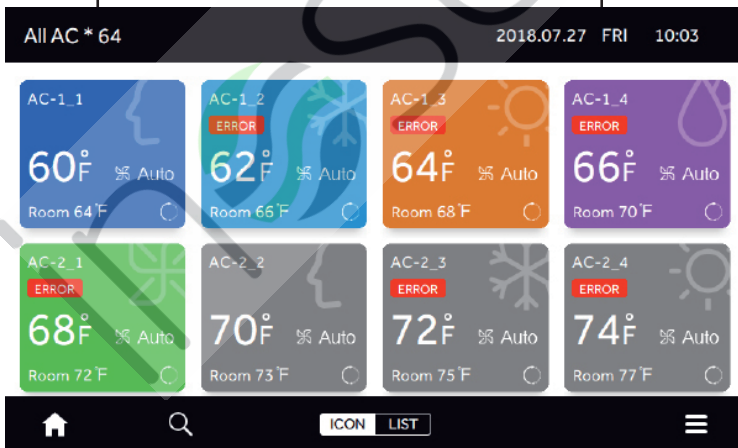 All AC * 64 2018.07.27 FRI 10:03
AC-1_1 AC-1_2 AC-1_3 AC-1_4
ERROR ERROR ERROR
60°F Auto 62°F Auto 64°F Auto 66°F Auto
Room 64°F Room 66°F Room 68°F Room 70°F
AC-2_1 AC-2_2 AC-2_3 AC-2_4
ERROR ERROR ERROR
68°F Auto 70°F Auto 72°F Auto 74°F Auto
Room 72°F Room 73°F Room 75°F Room 77°F
ICON LIST